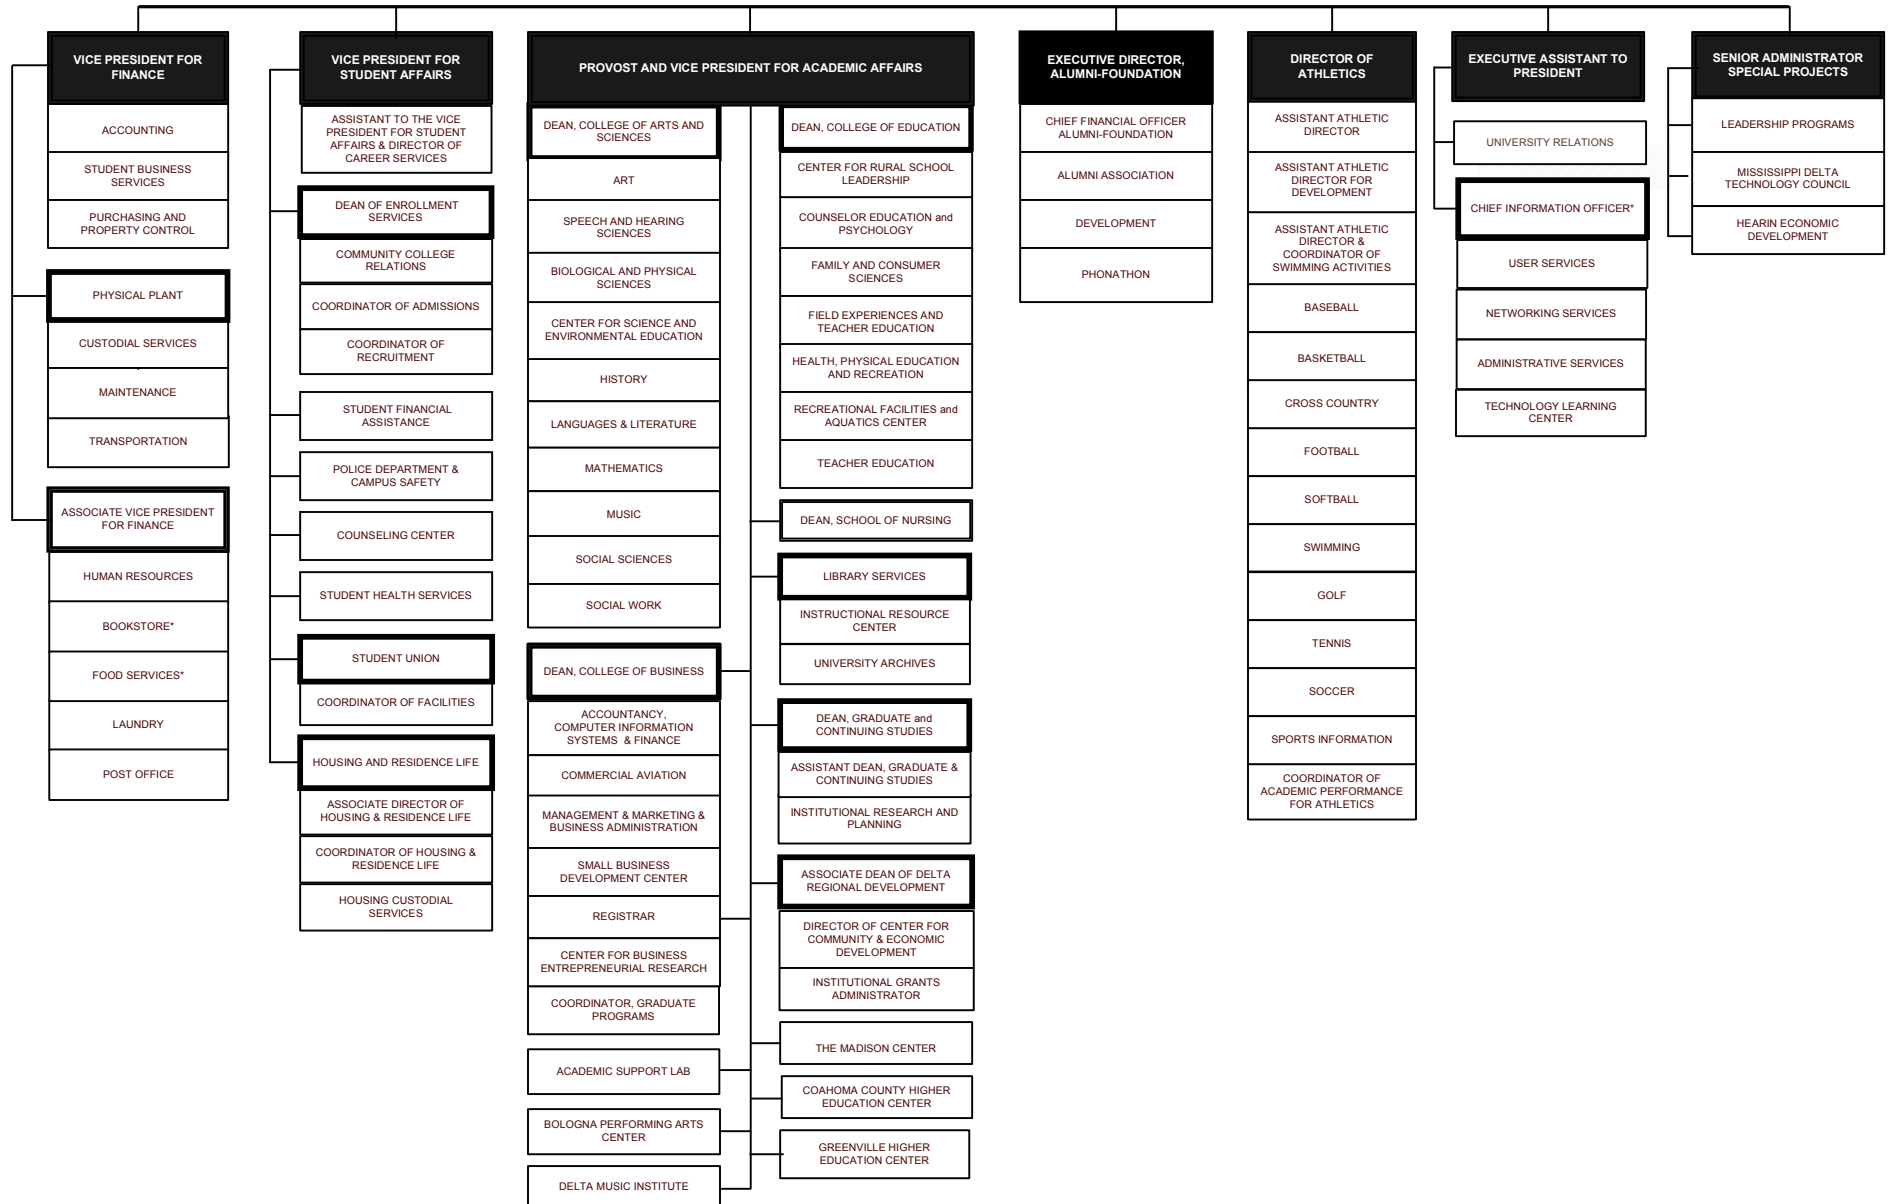 VICE PRESIDENT FOR
FINANCE
ACCOUNTING
STUDENT BUSINESS
SERVICES
PURCHASING AND
PROPERTY CONTROL
PHYSICAL PLANT
CUSTODIAL SERVICES
MAINTENANCE
TRANSPORTATION
ASSOCIATE VICE PRESIDENT
FOR FINANCE
HUMAN RESOURCES
BOOKSTORE*
FOOD SERVICES*
LAUNDRY
POST OFFICE
VICE PRESIDENT FOR
STUDENT AFFAIRS
ASSISTANT TO THE VICE
PRESIDENT FOR STUDENT
AFFAIRS & DIRECTOR OF
CAREER SERVICES
DEAN OF ENROLLMENT
SERVICES
COMMUNITY COLLEGE
RELATIONS
COORDINATOR OF ADMISSIONS
COORDINATOR OF
RECRUITMENT
STUDENT FINANCIAL
ASSISTANCE
POLICE DEPARTMENT &
CAMPUS SAFETY
COUNSELING CENTER
STUDENT HEALTH SERVICES
STUDENT UNION
COORDINATOR OF FACILITIES
HOUSING AND RESIDENCE LIFE
ASSOCIATE DIRECTOR OF
HOUSING & RESIDENCE LIFE
COORDINATOR OF HOUSING &
RESIDENCE LIFE
HOUSING CUSTODIAL
SERVICES
PROVOST AND VICE PRESIDENT FOR ACADEMIC AFFAIRS
DEAN, COLLEGE OF ARTS AND
SCIENCES
ART
SPEECH AND HEARING
SCIENCES
BIOLOGICAL AND PHYSICAL
SCIENCES
CENTER FOR SCIENCE AND
ENVIRONMENTAL EDUCATION
HISTORY
LANGUAGES & LITERATURE
MATHEMATICS
MUSIC
SOCIAL SCIENCES
SOCIAL WORK
DEAN, COLLEGE OF BUSINESS
ACCOUNTANCY,
COMPUTER INFORMATION
SYSTEMS & FINANCE
COMMERCIAL AVIATION
MANAGEMENT & MARKETING &
BUSINESS ADMINISTRATION
SMALL BUSINESS
DEVELOPMENT CENTER
REGISTRAR
CENTER FOR BUSINESS
ENTREPRENEURIAL RESEARCH
COORDINATOR, GRADUATE
PROGRAMS
ACADEMIC SUPPORT LAB
BOLOGNA PERFORMING ARTS
CENTER
DELTA MUSIC INSTITUTE
DEAN, COLLEGE OF EDUCATION
CENTER FOR RURAL SCHOOL
LEADERSHIP
COUNSELOR EDUCATION and
PSYCHOLOGY
FAMILY AND CONSUMER
SCIENCES
FIELD EXPERIENCES AND
TEACHER EDUCATION
HEALTH, PHYSICAL EDUCATION
AND RECREATION
RECREATIONAL FACILITIES and
AQUATICS CENTER
TEACHER EDUCATION
DEAN, SCHOOL OF NURSING
LIBRARY SERVICES
INSTRUCTIONAL RESOURCE
CENTER
UNIVERSITY ARCHIVES
DEAN, GRADUATE and
CONTINUING STUDIES
ASSISTANT DEAN, GRADUATE &
CONTINUING STUDIES
INSTITUTIONAL RESEARCH AND
PLANNING
ASSOCIATE DEAN OF DELTA
REGIONAL DEVELOPMENT
DIRECTOR OF CENTER FOR
COMMUNITY & ECONOMIC
DEVELOPMENT
INSTITUTIONAL GRANTS
ADMINISTRATOR
THE MADISON CENTER
COAHOMA COUNTY HIGHER
EDUCATION CENTER
GREENVILLE HIGHER
EDUCATION CENTER
EXECUTIVE DIRECTOR,
ALUMNI-FOUNDATION
CHIEF FINANCIAL OFFICER
ALUMNI-FOUNDATION
ALUMNI ASSOCIATION
DEVELOPMENT
PHONATHON
DIRECTOR OF
ATHLETICS
ASSISTANT ATHLETIC
DIRECTOR
ASSISTANT ATHLETIC
DIRECTOR FOR
DEVELOPMENT
ASSISTANT ATHLETIC
DIRECTOR &
COORDINATOR OF
SWIMMING ACTIVITIES
BASEBALL
BASKETBALL
CROSS COUNTRY
FOOTBALL
SOFTBALL
SWIMMING
GOLF
TENNIS
SOCCER
SPORTS INFORMATION
COORDINATOR OF
ACADEMIC PERFORMANCE
FOR ATHLETICS
EXECUTIVE ASSISTANT TO
PRESIDENT
UNIVERSITY RELATIONS
CHIEF INFORMATION OFFICER*
USER SERVICES
NETWORKING SERVICES
ADMINISTRATIVE SERVICES
TECHNOLOGY LEARNING
CENTER
SENIOR ADMINISTRATOR
SPECIAL PROJECTS
LEADERSHIP PROGRAMS
MISSISSIPPI DELTA
TECHNOLOGY COUNCIL
HEARIN ECONOMIC
DEVELOPMENT